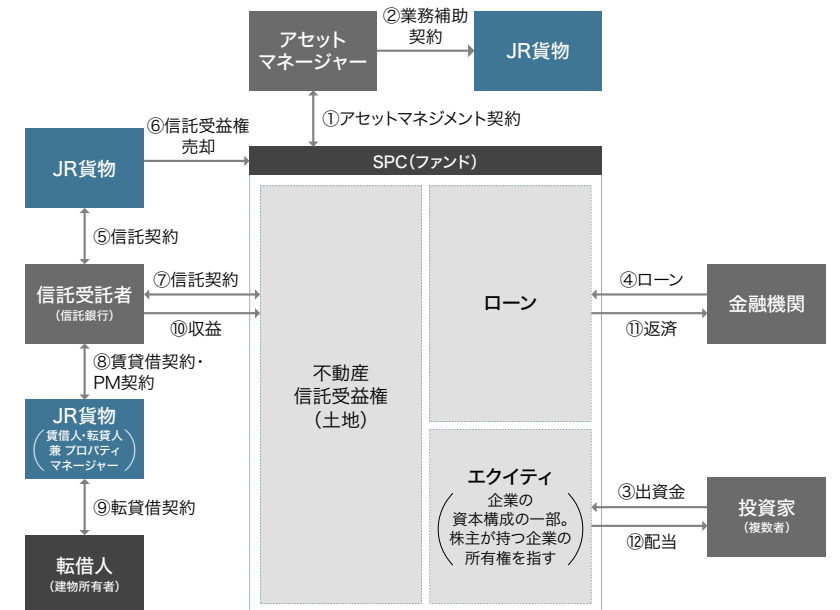 アセット
マネージャー
②業務補助
契約
JR貨物
①アセットマネジメント契約
JR貨物
⑥信託受益権
売却
SPC（ファンド）
⑤信託契約
信託受託者
（信託銀行）
⑦信託契約
⑩収益
⑧賃貸借契約・
PM契約
JR貨物
（賃借人・転貸人
兼 プロパティ
マネージャー）
⑨転貸借契約
転借人
（建物所有者）
不動産
信託受益権
（土地）
ローン
④ローン
⑪返済
金融機関
エクイティ
（企業の
資本構成の一部。
株主が持つ企業の
所有権を指す）
③出資金
⑫配当
投資家
（複数者）